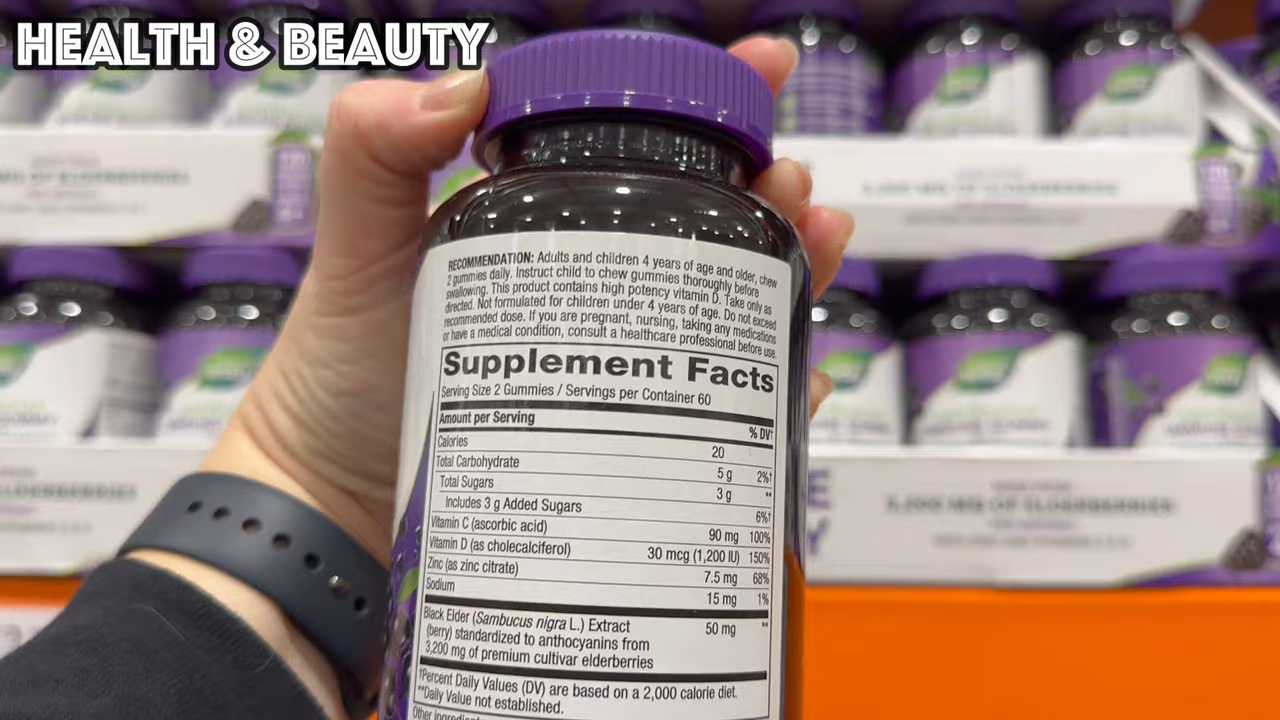 HEALTH & BEAUTY
RECOMMENDATION: Adults and children 4 years of age and older, chew
2 gummies daily. Instruct child to chew gummies thoroughly before
swallowing. This product contains high potency vitamin D. Take only as
directed. Not formulated for children under 4 years of age. Do not exceed
recommended dose. If you are pregnant, nursing, taking any medications
or have a medical condition, consult a healthcare professional before use.
Supplement Facts
Serving Size 2 Gummies / Servings per Container 60
Amount per Serving % DV†
Calories 20
Total Carbohydrate 5 g 2%†
Total Sugars 3 g **
Includes 3 g Added Sugars 6%†
Vitamin C (ascorbic acid) 90 mg 100%
Vitamin D (as cholecalciferol) 30 mcg (1,200 IU) 150%
Zinc (as zinc citrate) 7.5 mg 68%
Sodium 15 mg 1%
Black Elder (Sambucus nigra L.) Extract 50 mg **
(berry) standardized to anthocyanins from
3,200 mg of premium cultivar elderberries
†Percent Daily Values (DV) are based on a 2,000 calorie diet.
**Daily Value not established.